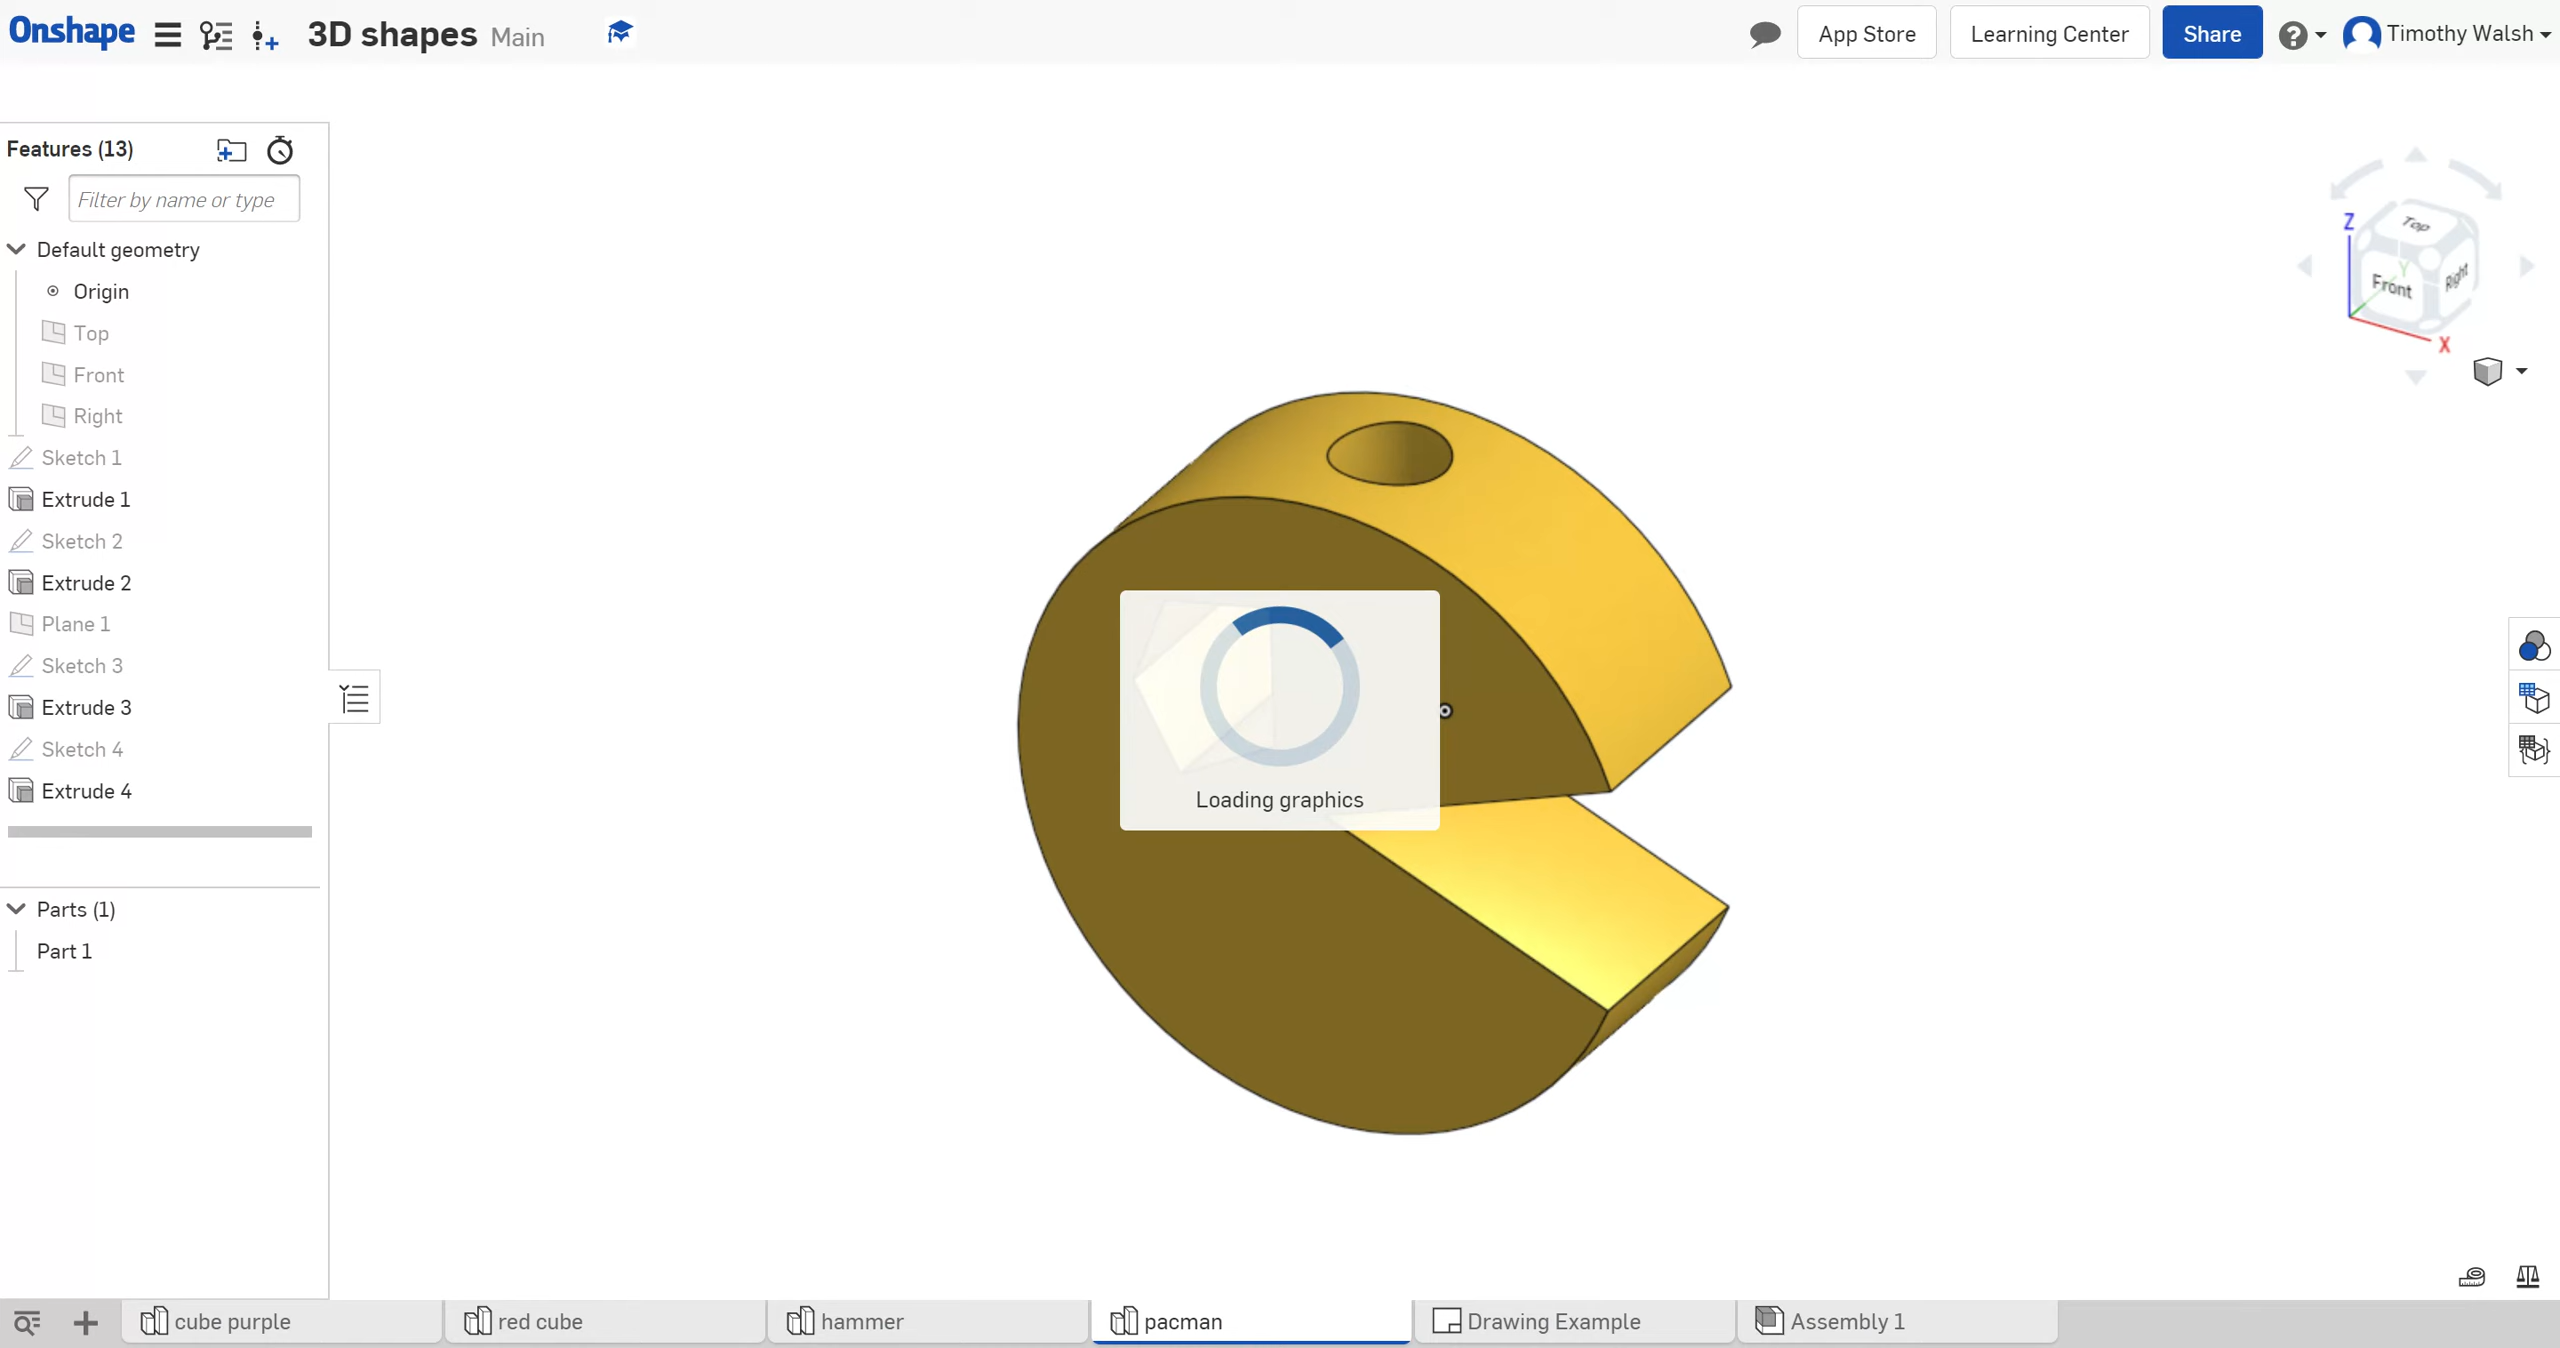 Onshape 3D shapes Main App Store Learning Center Share Timothy Walsh
Features (13)
Filter by name or type
Default geometry
Origin
Top
Front
Right
Sketch 1
Extrude 1
Sketch 2
Extrude 2
Plane 1
Sketch 3
Extrude 3
Sketch 4
Extrude 4
Parts (1)
Part 1
Loading graphics
Z
Top
Y
Front
Right
X
cube purple
red cube
hammer
pacman
Drawing Example
Assembly 1